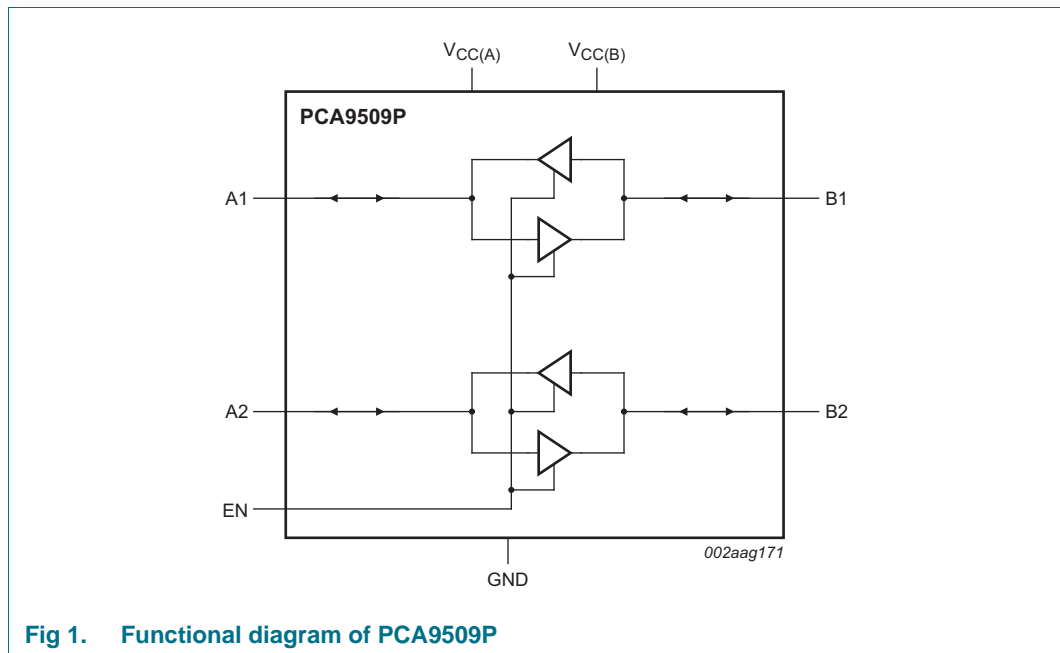 VCC(A) VCC(B)
PCA9509P
A1 B1
A2 B2
EN
002aag171
GND
Fig 1. Functional diagram of PCA9509P